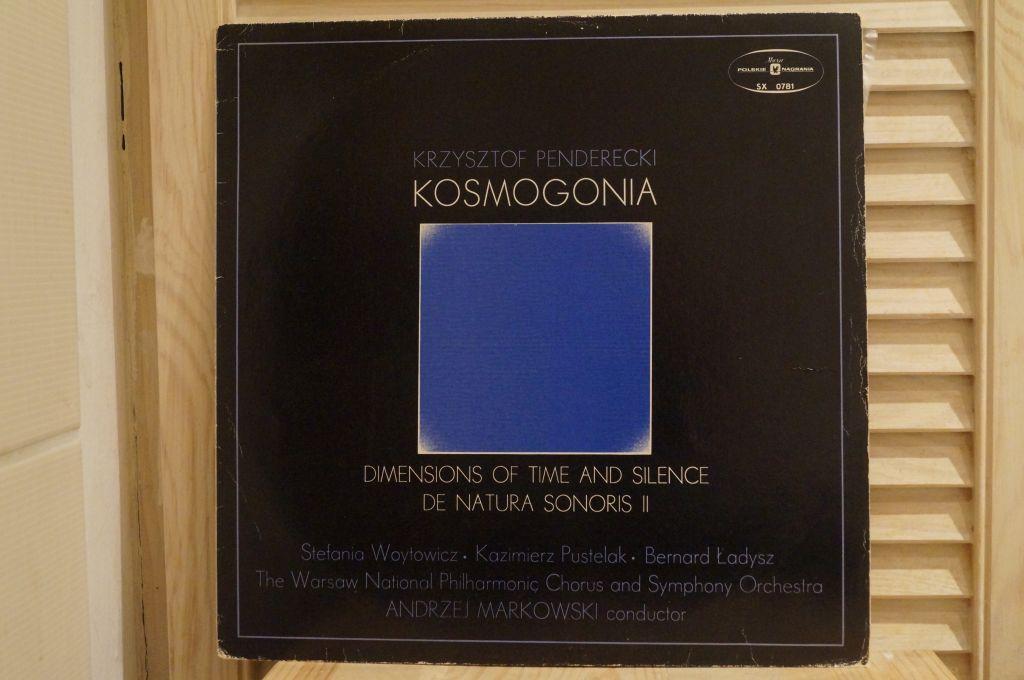 Muza
POLSKIE NAGRANIA
SX 0781
KRZYSZTOF PENDERECKI
KOSMOGONIA
DIMENSIONS OF TIME AND SILENCE
DE NATURA SONORIS II
Stefania Woytowicz • Kazimierz Pustelak • Bernard Ładysz
The Warsaw National Philharmonic Chorus and Symphony Orchestra
ANDRZEJ MARKOWSKI conductor